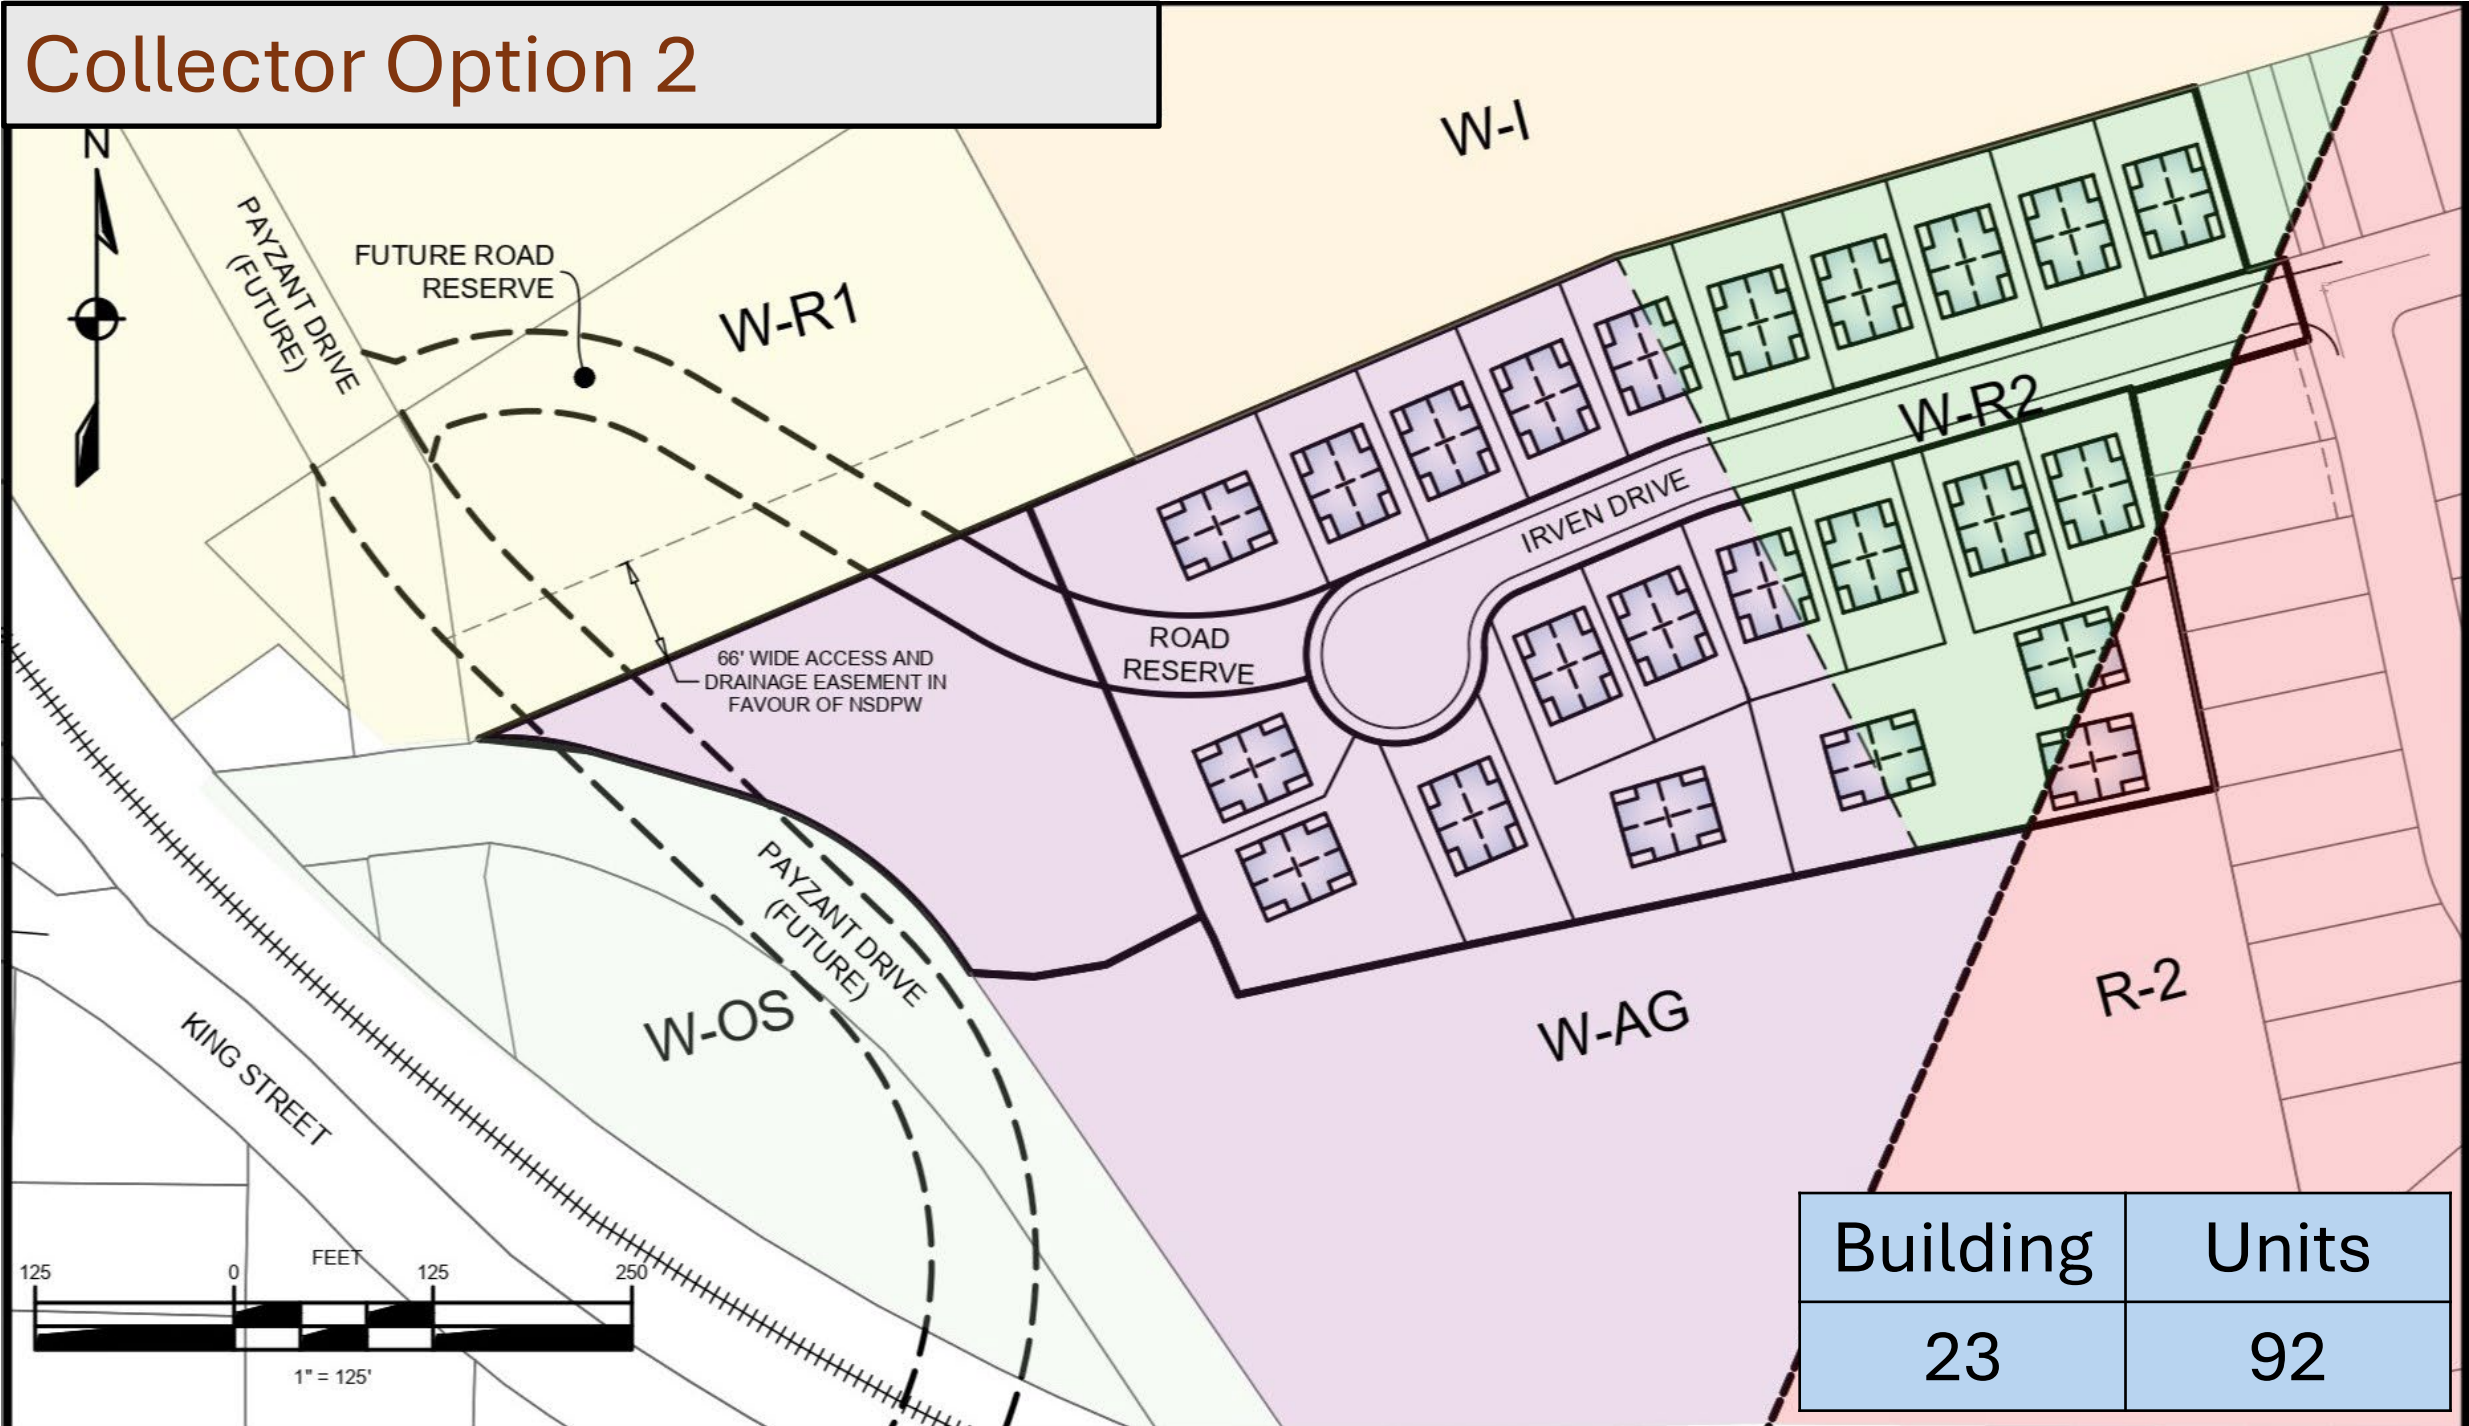 Collector Option 2
N
W-I
PAYZANT DRIVE
(FUTURE)
FUTURE ROAD
RESERVE
W-R1
W-R2
IRVEN DRIVE
ROAD
RESERVE
66' WIDE ACCESS AND
DRAINAGE EASEMENT IN
FAVOUR OF NSDPW
PAYZANT DRIVE
(FUTURE)
W-OS
W-AG
R-2
KING STREET
FEET
125 0 125 250
1" = 125'
Building Units
23 92